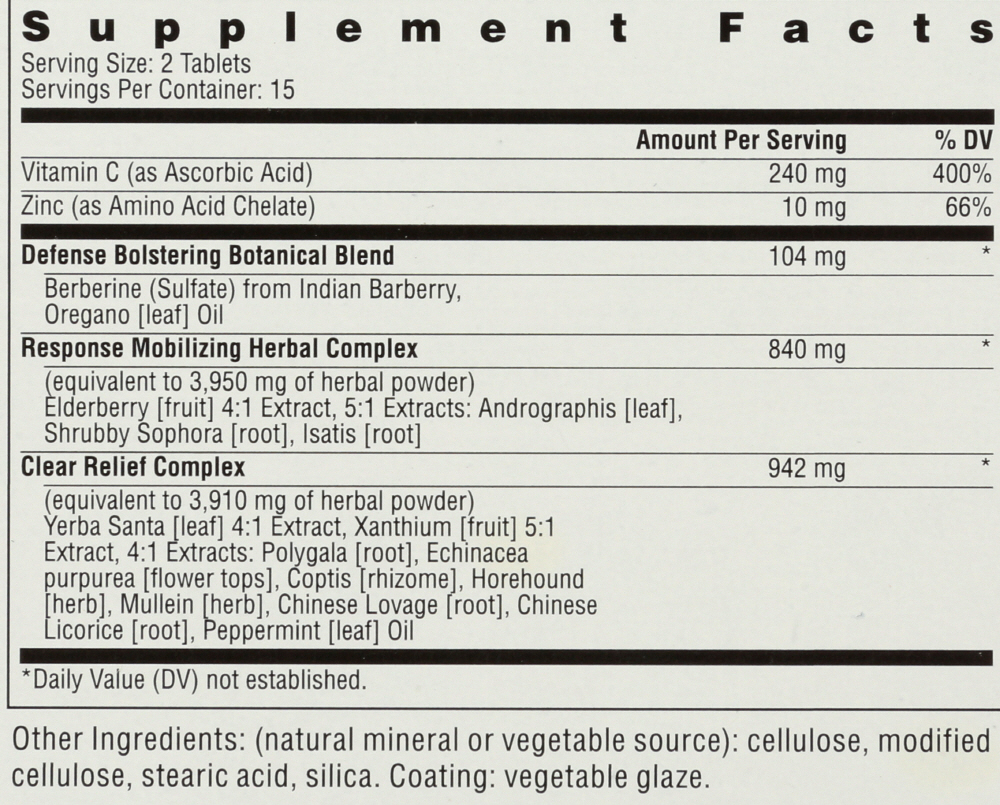 Supplement Facts
Serving Size: 2 Tablets
Servings Per Container: 15
Amount Per Serving % DV
Vitamin C (as Ascorbic Acid) 240 mg 400%
Zinc (as Amino Acid Chelate) 10 mg 66%
Defense Bolstering Botanical Blend 104 mg *
Berberine (Sulfate) from Indian Barberry,
Oregano [leaf] Oil
Response Mobilizing Herbal Complex 840 mg *
(equivalent to 3,950 mg of herbal powder)
Elderberry [fruit] 4:1 Extract, 5:1 Extracts: Andrographis [leaf],
Shrubby Sophora [root], Isatis [root]
Clear Relief Complex 942 mg *
(equivalent to 3,910 mg of herbal powder)
Yerba Santa [leaf] 4:1 Extract, Xanthium [fruit] 5:1
Extract, 4:1 Extracts: Polygala [root], Echinacea
purpurea [flower tops], Coptis [rhizome], Horehound
[herb], Mullein [herb], Chinese Lovage [root], Chinese
Licorice [root], Peppermint [leaf] Oil
*Daily Value (DV) not established.
Other Ingredients: (natural mineral or vegetable source): cellulose, modified
cellulose, stearic acid, silica. Coating: vegetable glaze.